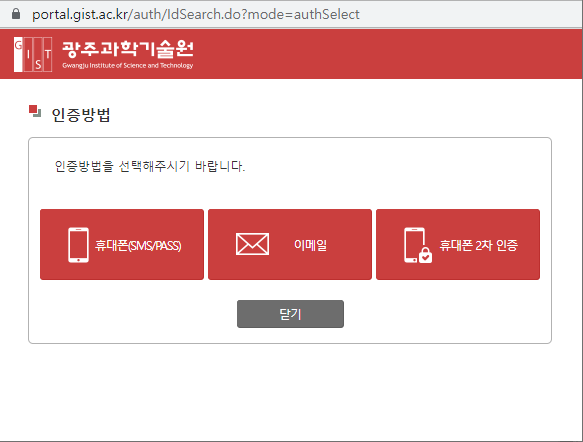 portal.gist.ac.kr/auth/IdSearch.do?mode=authSelect
GIST 광주과학기술원
Gwangju Institute of Science and Technology
인증방법
인증방법을 선택해주시기 바랍니다.
휴대폰(SMS/PASS)
이메일
휴대폰 2차 인증
닫기